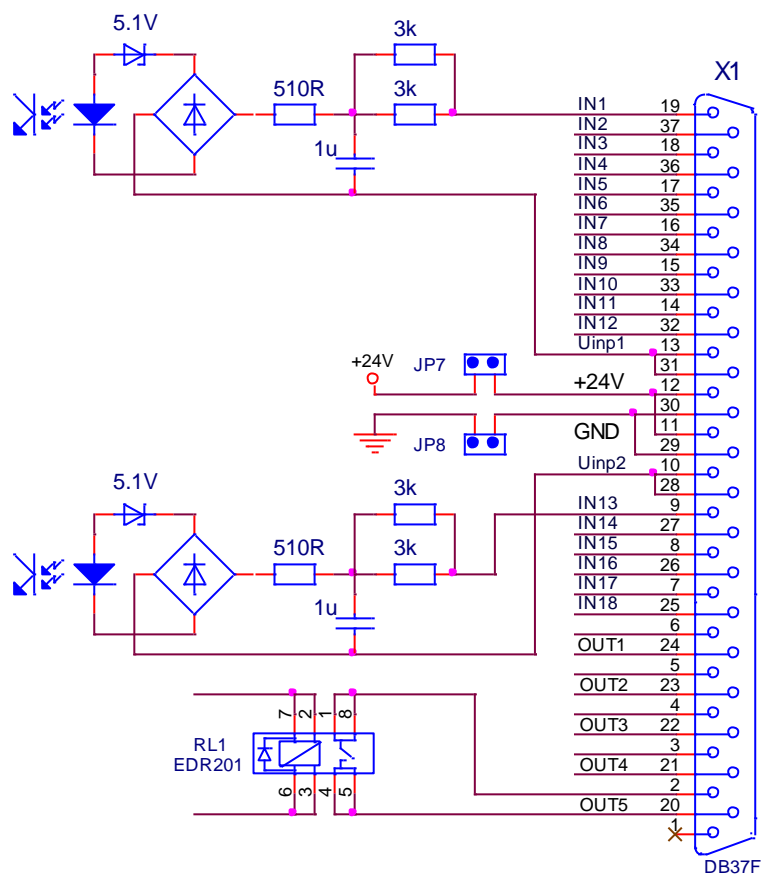 5.1V
3k
510R
3k
1u
X1
IN1 19
IN2 37
IN3 18
IN4 36
IN5 17
IN6 35
IN7 16
IN8 34
IN9 15
IN10 33
IN11 14
IN12 32
Uinp1 13
31
+24V JP7 +24V 12
30
11
JP8 GND 29
Uinp2 10
28
5.1V
3k
510R
3k
1u
IN13 9
IN14 27
IN15 8
IN16 26
IN17 7
IN18 25
6
OUT1 24
5
OUT2 23
4
OUT3 22
3
OUT4 21
2
OUT5 20
1
7 2 1 8
RL1
EDR201
6 3 4 5
DB37F